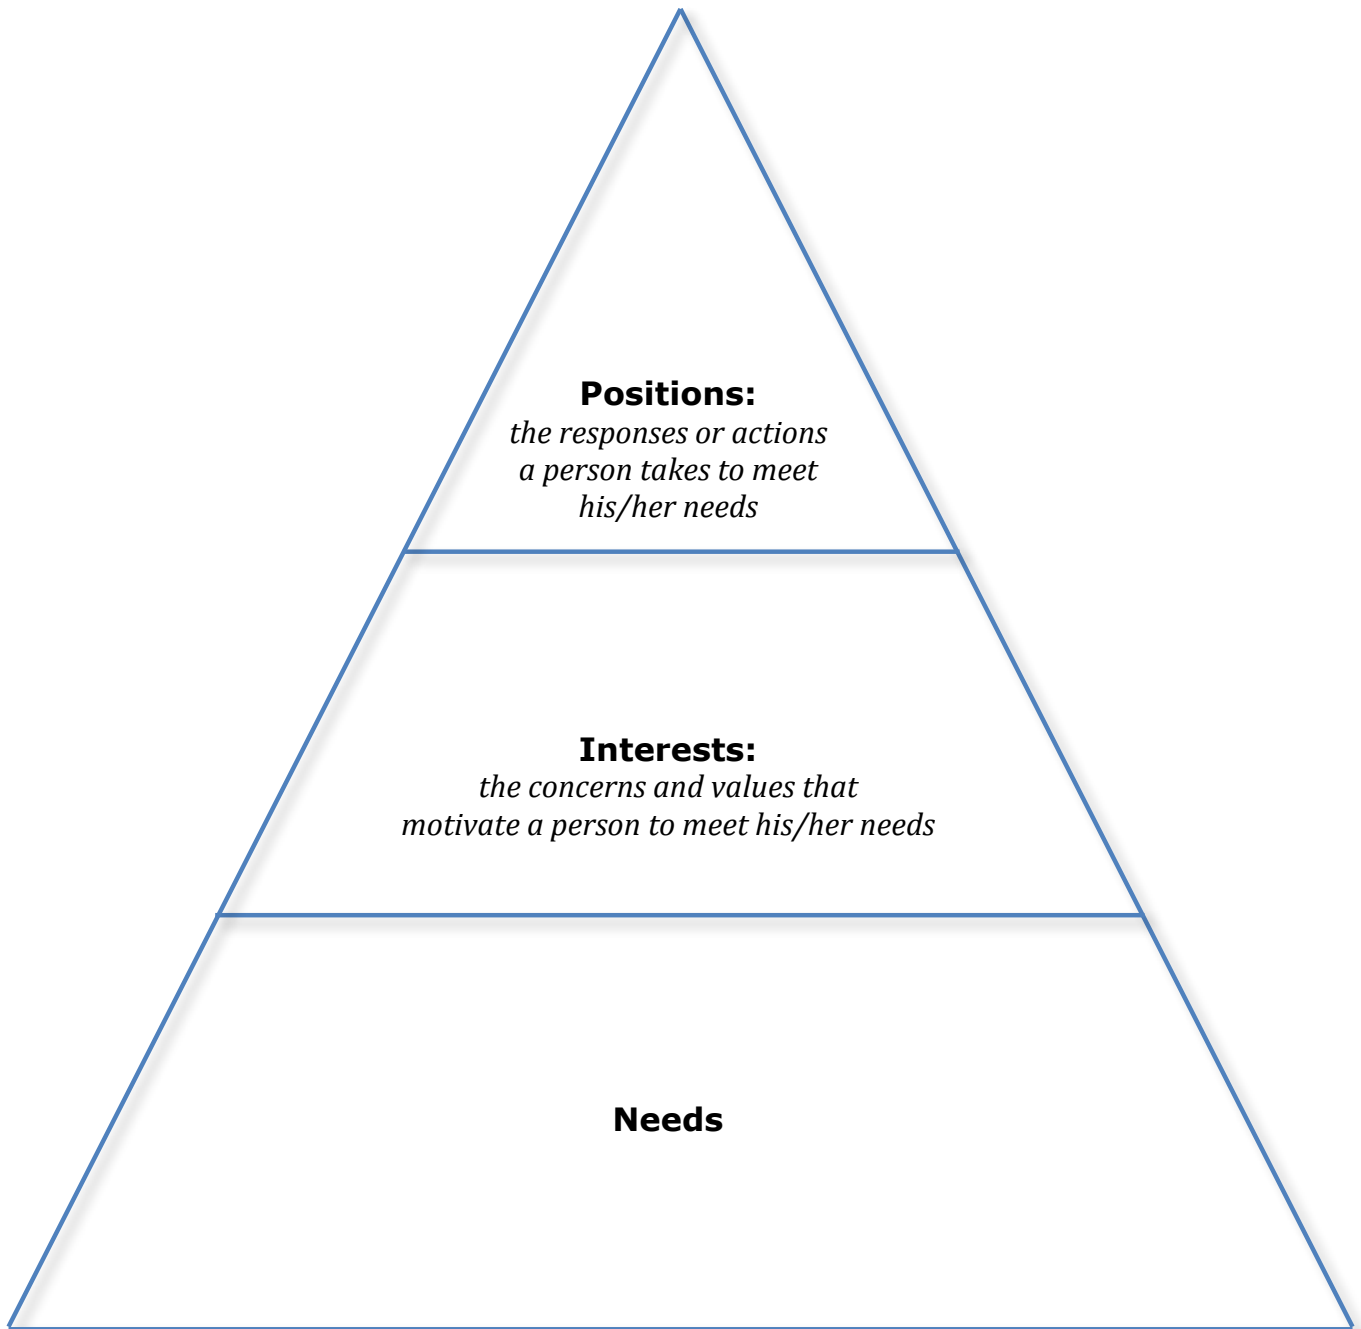 Positions:
the responses or actions
a person takes to meet
his/her needs
Interests:
the concerns and values that
motivate a person to meet his/her needs
Needs